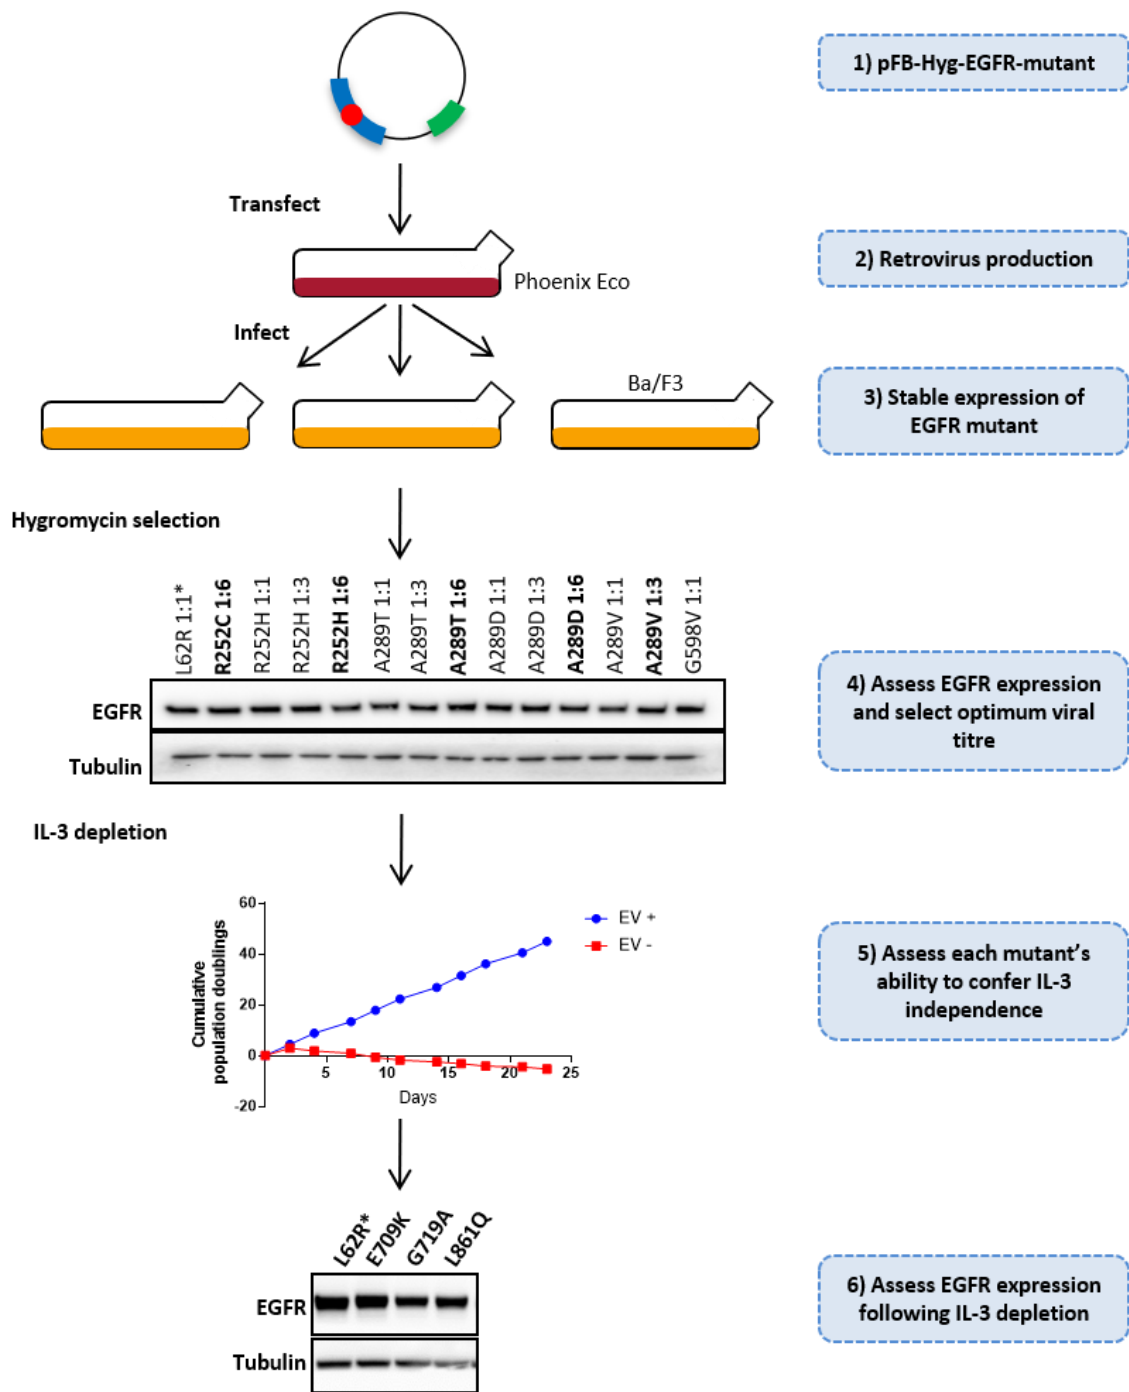 1) pFB-Hyg-EGFR-mutant
Transfect
2) Retrovirus production
Phoenix Eco
Infect
Ba/F3
3) Stable expression of
EGFR mutant
Hygromycin selection
L62R 1:1*
R252C 1:6
R252H 1:1
R252H 1:3
R252H 1:6
A289T 1:1
A289T 1:3
A289T 1:6
A289D 1:1
A289D 1:3
A289D 1:6
A289V 1:1
A289V 1:3
G598V 1:1
EGFR
Tubulin
4) Assess EGFR expression
and select optimum viral
titre
IL-3 depletion
Cumulative
population doublings
60
40
20
0
-20
5
10
15
20
25
Days
EV +
EV -
5) Assess each mutant’s
ability to confer IL-3
independence
L62R*
E709K
G719A
L861Q
EGFR
Tubulin
6) Assess EGFR expression
following IL-3 depletion